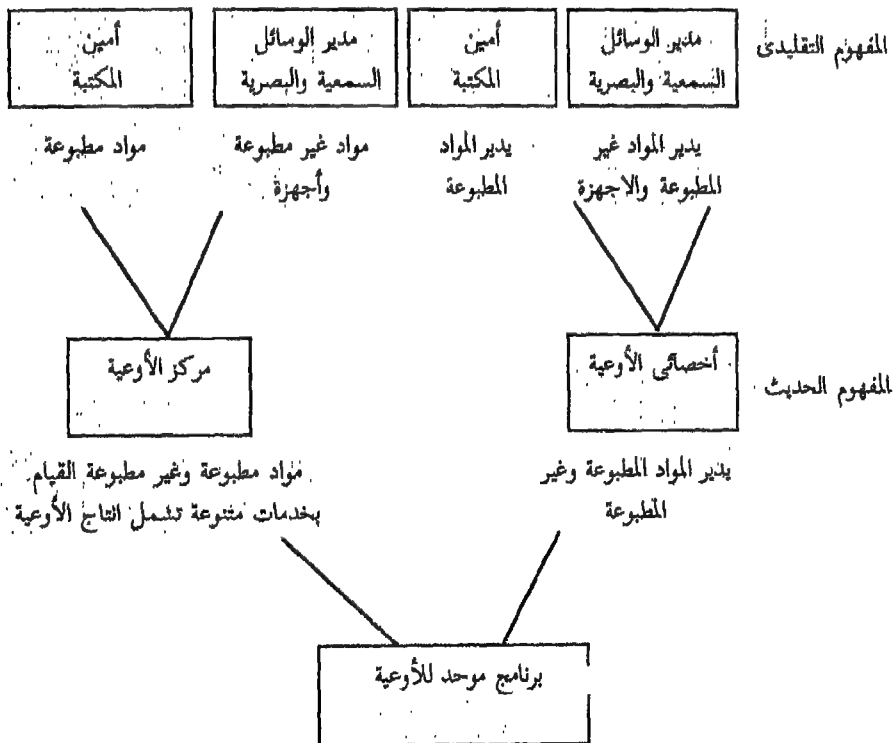 المفهوم التقليدى
مدير الوسائل
السمعية والبصرية
أمين
المكتبة
مدير الوسائل
السمعية والبصرية
أمين
المكتبة
يدير المواد غير
المطبوعة والاجهزة
يدير المواد
المطبوعة
مواد غير مطبوعة
وأجهزة
مواد مطبوعة
المفهوم الحديث
أخصائى الأوعية
مركز الأوعية
يدير المواد المطبوعة وغير
المطبوعة
مواد مطبوعة وغير مطبوعة القيام
بخدمات متنوعة تشمل انتاج الأوعية
برنامج موحد للأوعية